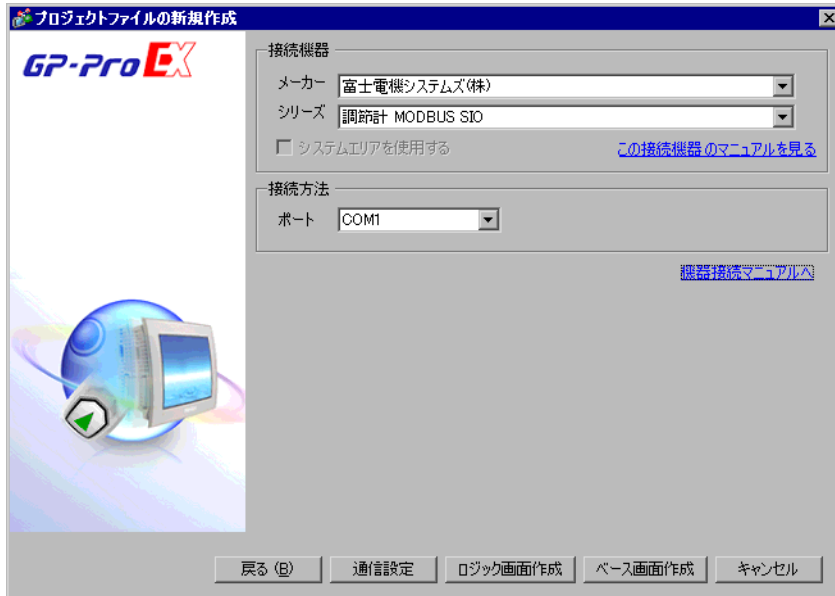 プロジェクトファイルの新規作成
GP-Pro EX
接続機器
メーカー 富士電機システムズ(株)
シリーズ 調節計 MODBUS SIO
システムエリアを使用する この接続機器のマニュアルを見る
接続方法
ポート COM1
機器接続マニュアルへ
戻る (B) 通信設定 ロジック画面作成 ベース画面作成 キャンセル